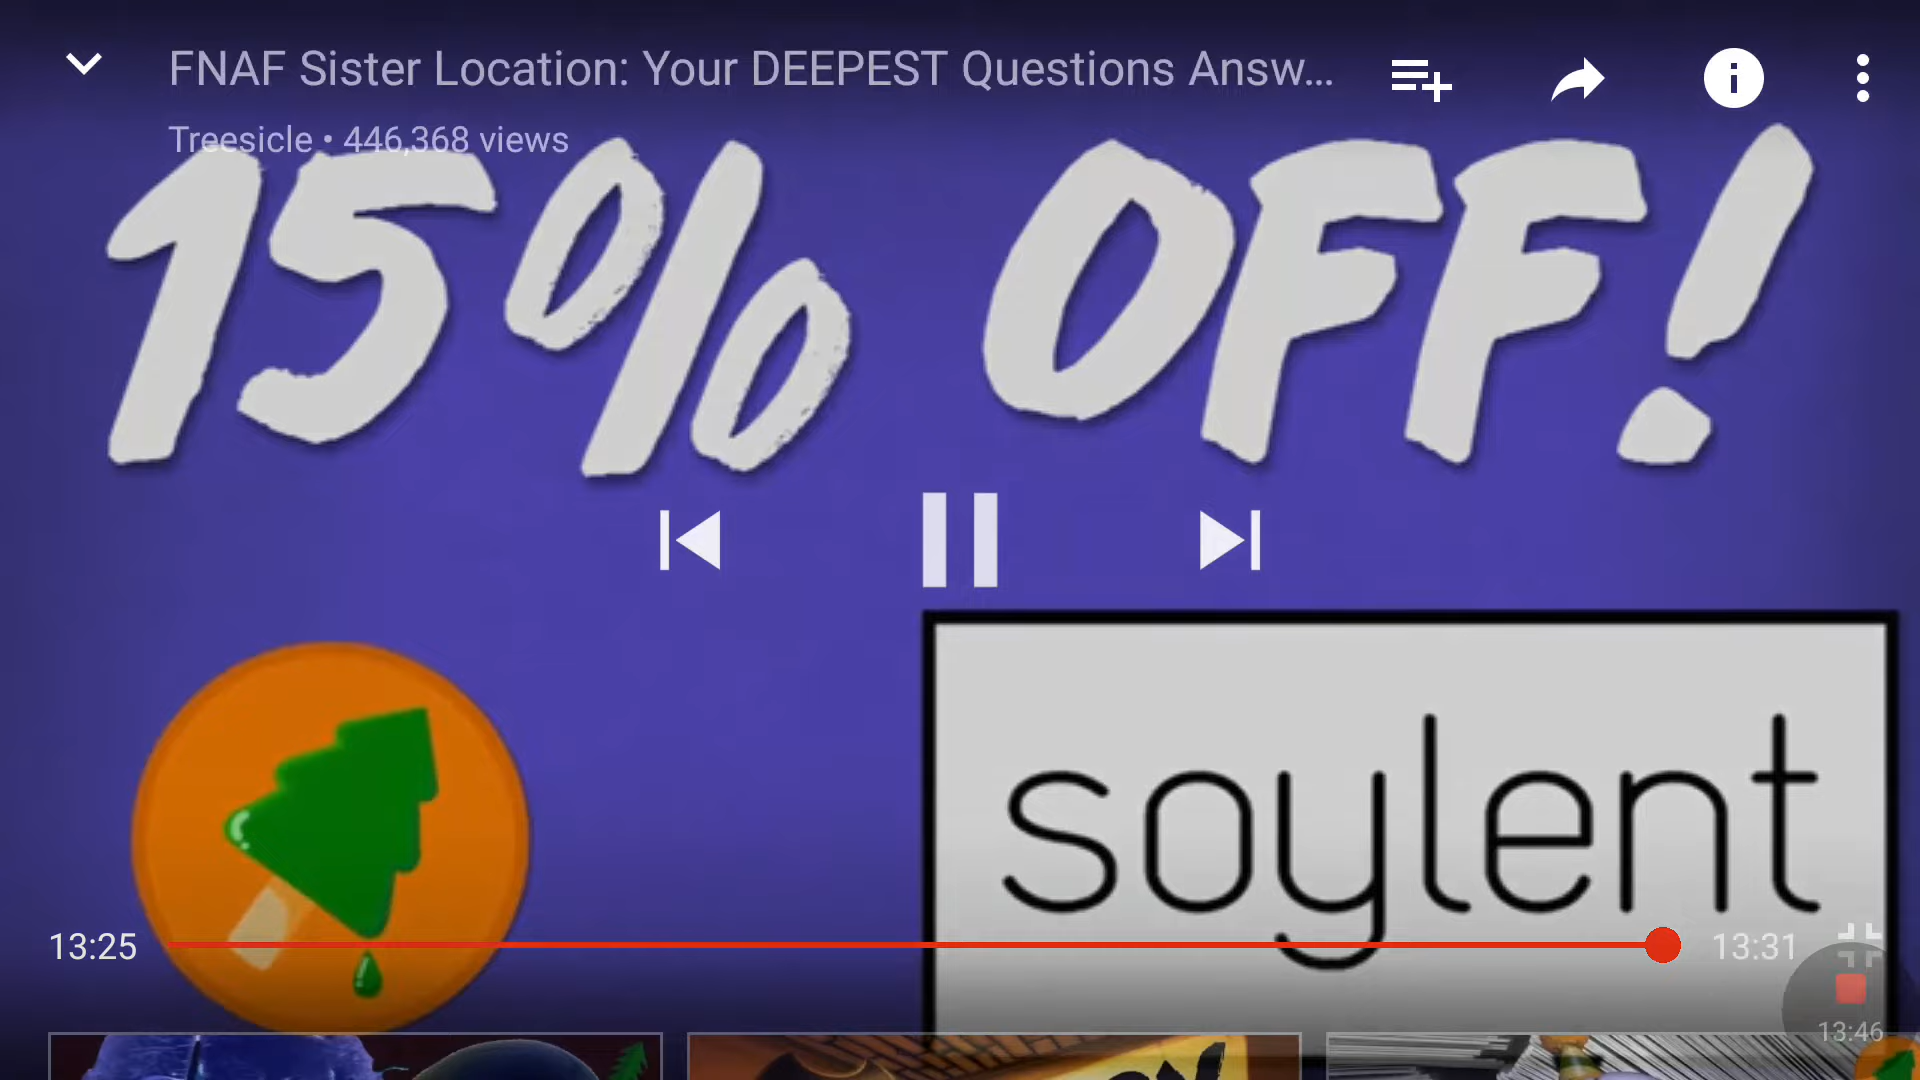 FNAF Sister Location: Your DEEPEST Questions Answ...
Treesicle • 446,368 views
15% OFF!
soylent
13:25
13:31
13:46